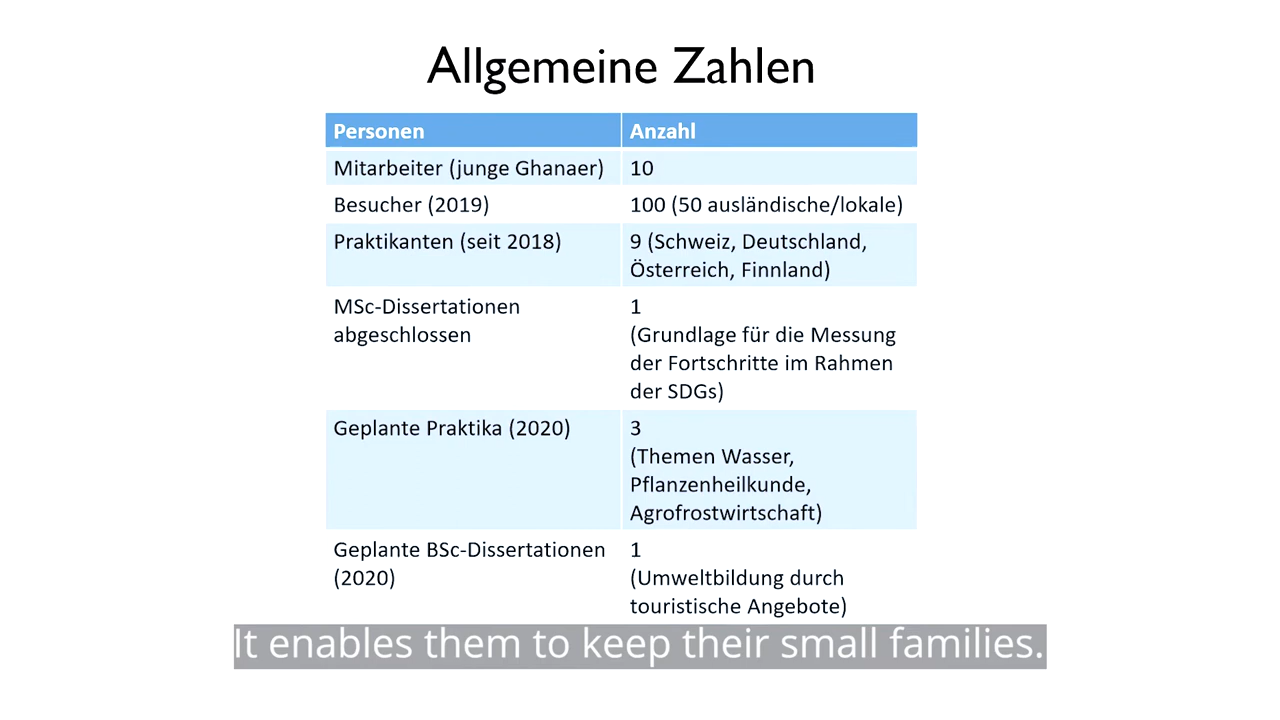 Allgemeine Zahlen
Personen Anzahl
Mitarbeiter (junge Ghanaer) 10
Besucher (2019) 100 (50 ausländische/lokale)
Praktikanten (seit 2018) 9 (Schweiz, Deutschland,
Österreich, Finnland)
MSc-Dissertationen 1
abgeschlossen (Grundlage für die Messung
der Fortschritte im Rahmen
der SDGs)
Geplante Praktika (2020) 3
(Themen Wasser,
Pflanzenheilkunde,
Agrofrostwirtschaft)
Geplante BSc-Dissertationen 1
(2020) (Umweltbildung durch
touristische Angebote)
It enables them to keep their small families.